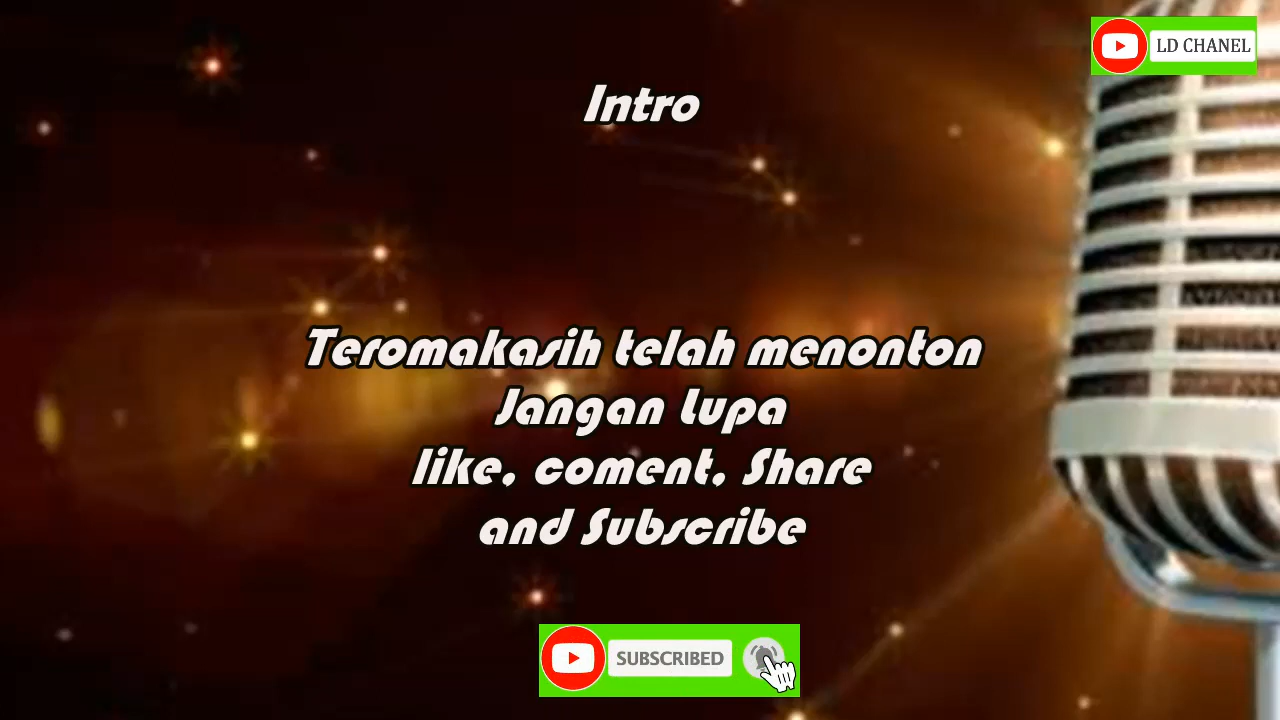 LD CHANEL
Intro
Teromakasih telah menonton
Jangan Lupa
like, coment, Share
and Subscribe
SUBSCRIBED